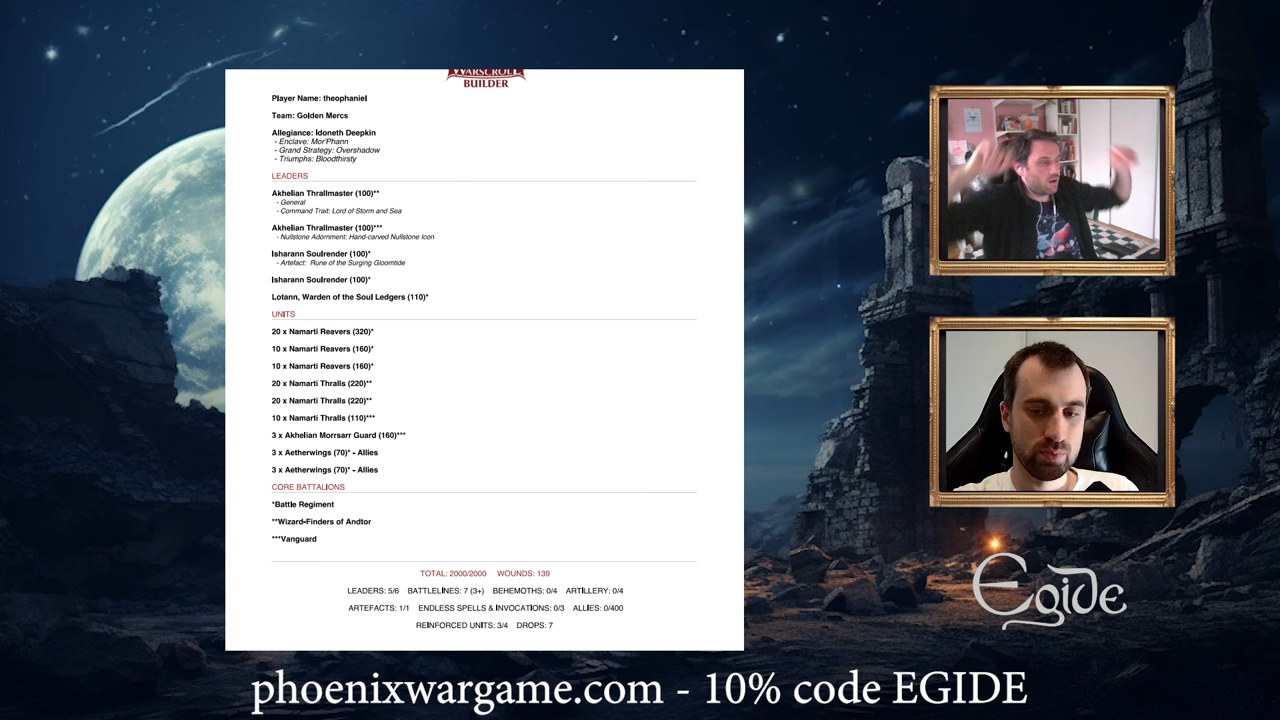 WARSCROLL
BUILDER
Player Name: theophaniel
Team: Golden Mercs
Allegiance: Idoneth Deepkin
- Enclave: Mor'Phann
- Grand Strategy: Overshadow
- Triumphs: Bloodthirsty
LEADERS
Akhelian Thrallmaster (100)**
- General
- Command Trait: Lord of Storm and Sea
Akhelian Thrallmaster (100)***
- Nullstone Adornment: Hand-carved Nullstone Icon
Isharann Soulrender (100)*
- Artefact: Rune of the Surging Gloomtide
Isharann Soulrender (100)*
Lotann, Warden of the Soul Ledgers (110)*
UNITS
20 x Namarti Reavers (320)*
10 x Namarti Reavers (160)*
10 x Namarti Reavers (160)*
20 x Namarti Thralls (220)**
20 x Namarti Thralls (220)**
10 x Namarti Thralls (110)***
3 x Akhelian Morrsarr Guard (160)***
3 x Aetherwings (70)* - Allies
3 x Aetherwings (70)* - Allies
CORE BATTALIONS
*Battle Regiment
**Wizard-Finders of Andtor
***Vanguard
TOTAL: 2000/2000 WOUNDS: 139
LEADERS: 5/6 BATTLELINES: 7 (3+) BEHEMOTHS: 0/4 ARTILLERY: 0/4
ARTEFACTS: 1/1 ENDLESS SPELLS & INVOCATIONS: 0/3 ALLIES: 0/400
REINFORCED UNITS: 3/4 DROPS: 7
Egide
phoenixwargame.com - 10% code EGIDE